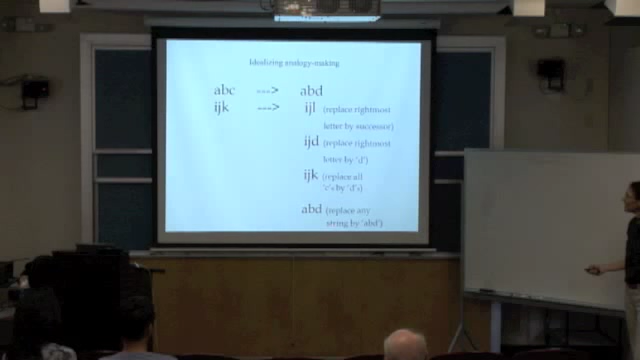 Idealizing analogy-making
abc ---> abd
ijk ---> ijl (replace rightmost
letter by successor)
ijd (replace rightmost
letter by 'd')
ijk (replace all
'c's by 'd's)
abd (replace any
string by 'abd')